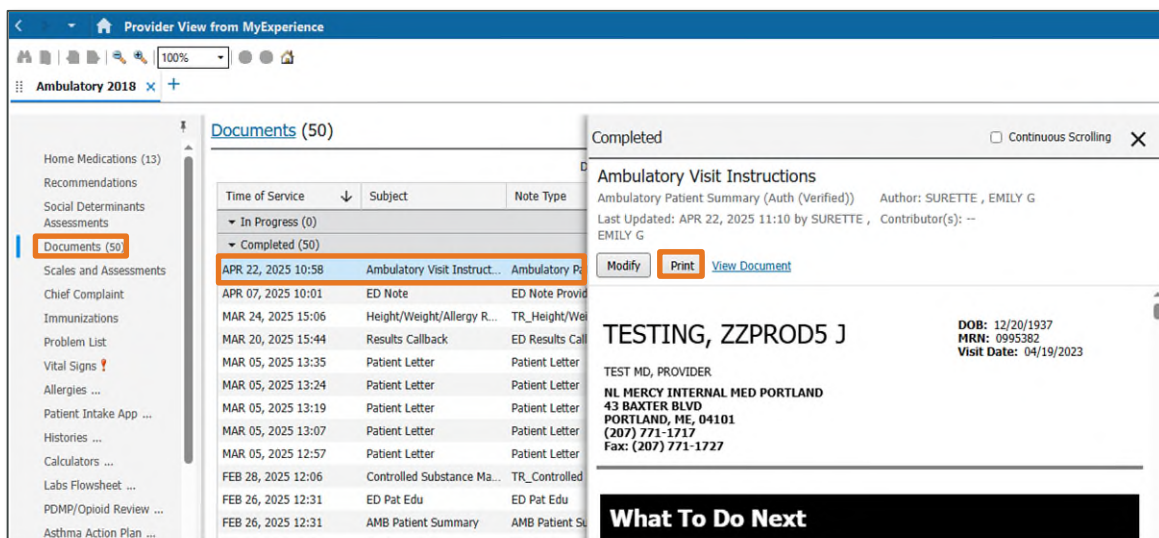 Provider View from MyExperience
100%
Ambulatory 2018 × +
Home Medications (13)
Recommendations
Social Determinants
Assessments
Documents (50)
Scales and Assessments
Chief Complaint
Immunizations
Problem List
Vital Signs
Allergies ...
Patient Intake App ...
Histories ...
Calculators ...
Labs Flowsheet ...
PDMP/Opioid Review ...
Asthma Action Plan ...
Documents (50)
D
Time of Service Subject Note Type
In Progress (0)
Completed (50)
APR 22, 2025 10:58 Ambulatory Visit Instruct... Ambulatory Pa
APR 07, 2025 10:01 ED Note ED Note Provid
MAR 24, 2025 15:06 Height/Weight/Allergy R... TR_Height/Wei
MAR 20, 2025 15:44 Results Callback ED Results Call
MAR 05, 2025 13:35 Patient Letter Patient Letter
MAR 05, 2025 13:24 Patient Letter Patient Letter
MAR 05, 2025 13:19 Patient Letter Patient Letter
MAR 05, 2025 13:07 Patient Letter Patient Letter
MAR 05, 2025 12:57 Patient Letter Patient Letter
FEB 28, 2025 12:06 Controlled Substance Ma... TR_Controlled
FEB 26, 2025 12:31 ED Pat Edu ED Pat Edu
FEB 26, 2025 12:31 AMB Patient Summary AMB Patient Su
Completed Continuous Scrolling
Ambulatory Visit Instructions
Ambulatory Patient Summary (Auth (Verified)) Author: SURETTE , EMILY G
Last Updated: APR 22, 2025 11:10 by SURETTE , Contributor(s): --
EMILY G
Modify Print View Document
TESTING, ZZPROD5 J
DOB: 12/20/1937
MRN: 0995382
Visit Date: 04/19/2023
TEST MD, PROVIDER
NL MERCY INTERNAL MED PORTLAND
43 BAXTER BLVD
PORTLAND, ME, 04101
(207) 771-1717
Fax: (207) 771-1727
What To Do Next